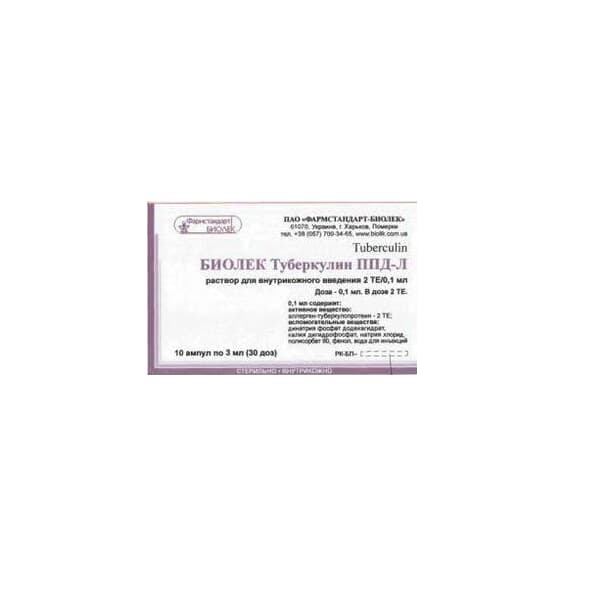 Фармстандарт
БИОЛЕК
ПАО «ФАРМСТАНДАРТ-БИОЛЕК»
61070, Украина, г. Харьков, Померки
тел. +38 (057) 700-34-65, www.biolik.com.ua
Tuberculin
БИОЛЕК Туберкулин ППД-Л
раствор для внутрикожного введения 2 ТЕ/0,1 мл
Доза - 0,1 мл. В дозе 2 ТЕ.
0,1 мл содержит:
активное вещество:
аллерген-туберкулопротеин - 2 ТЕ;
вспомогательные вещества:
динатрия фосфат додекагидрат,
калия дигидрофосфат, натрия хлорид,
полисорбат 80, фенол, вода для инъекций
10 ампул по 3 мл (30 доз)
РК-БП-
СТЕРИЛЬНО • ВНУТРИКОЖНО